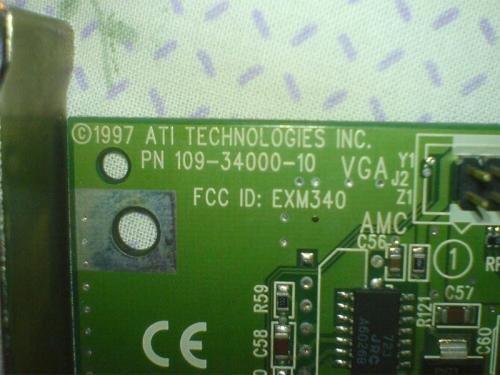 ©1997 ATI TECHNOLOGIES INC.
PN 109-34000-10
VGA
Y1
J2
Z1
FCC ID: EXM340
AMC
C56
1
R59
C57
R121
C58
C60
CE
JRC